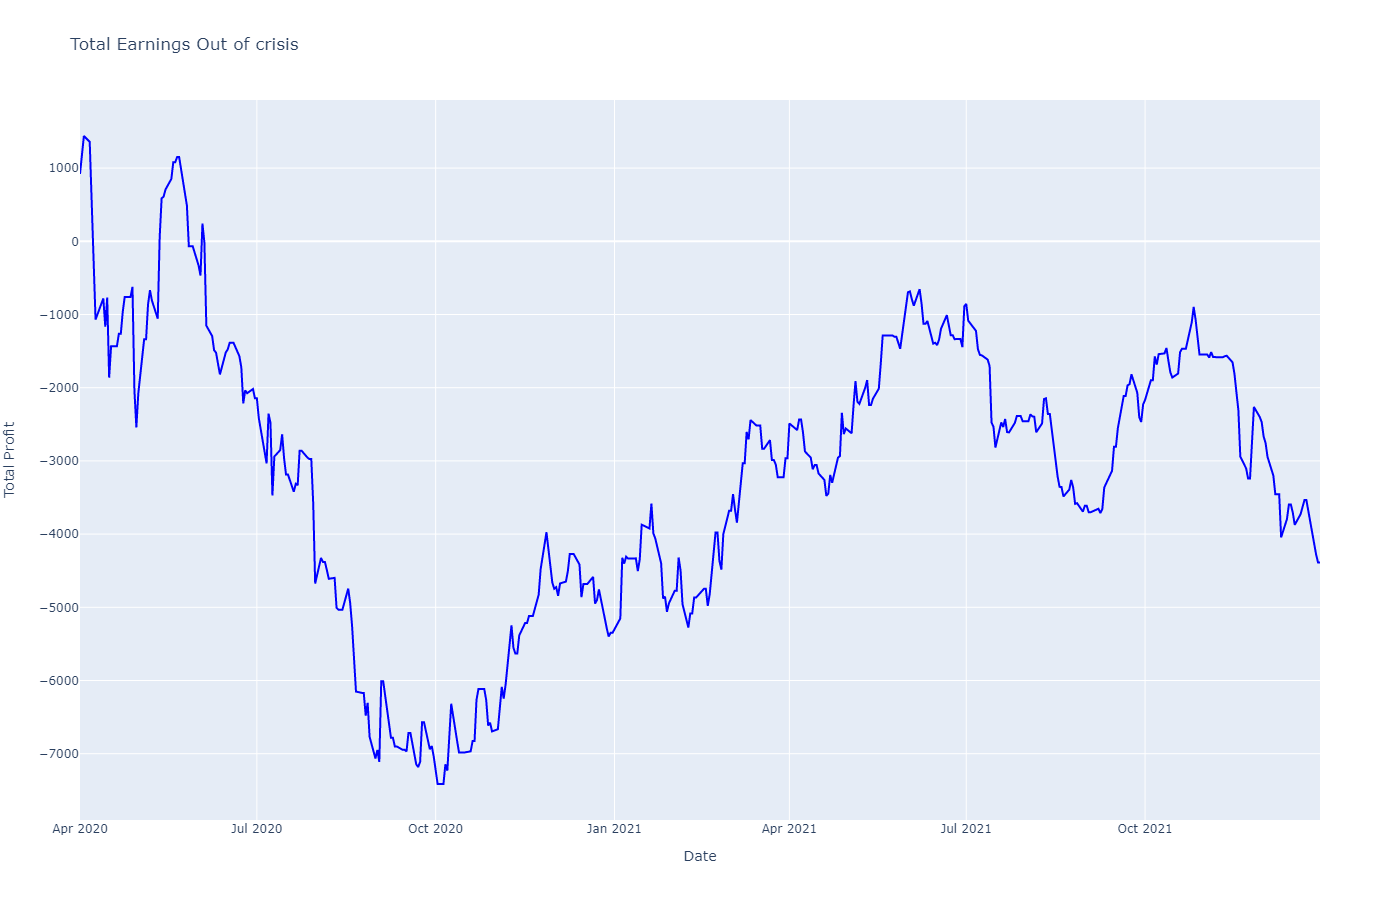 Total Earnings Out of crisis
Total Profit
1000
0
−1000
−2000
−3000
−4000
−5000
−6000
−7000
Apr 2020
Jul 2020
Oct 2020
Jan 2021
Apr 2021
Jul 2021
Oct 2021
Date